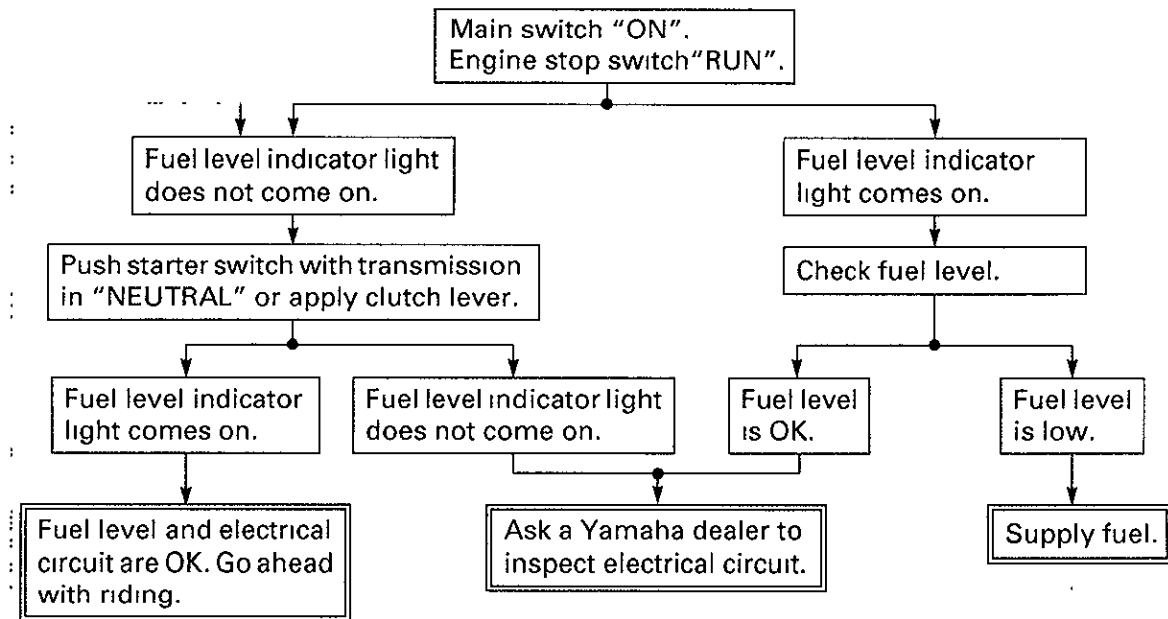 Main switch “ON”.
Engine stop switch“RUN”.
Fuel level indicator light
does not come on.
Fuel level indicator
light comes on.
Push starter switch with transmission
in “NEUTRAL” or apply clutch lever.
Check fuel level.
Fuel level indicator
light comes on.
Fuel level indicator light
does not come on.
Fuel level
is OK.
Fuel level
is low.
Fuel level and electrical
circuit are OK. Go ahead
with riding.
Ask a Yamaha dealer to
inspect electrical circuit.
Supply fuel.